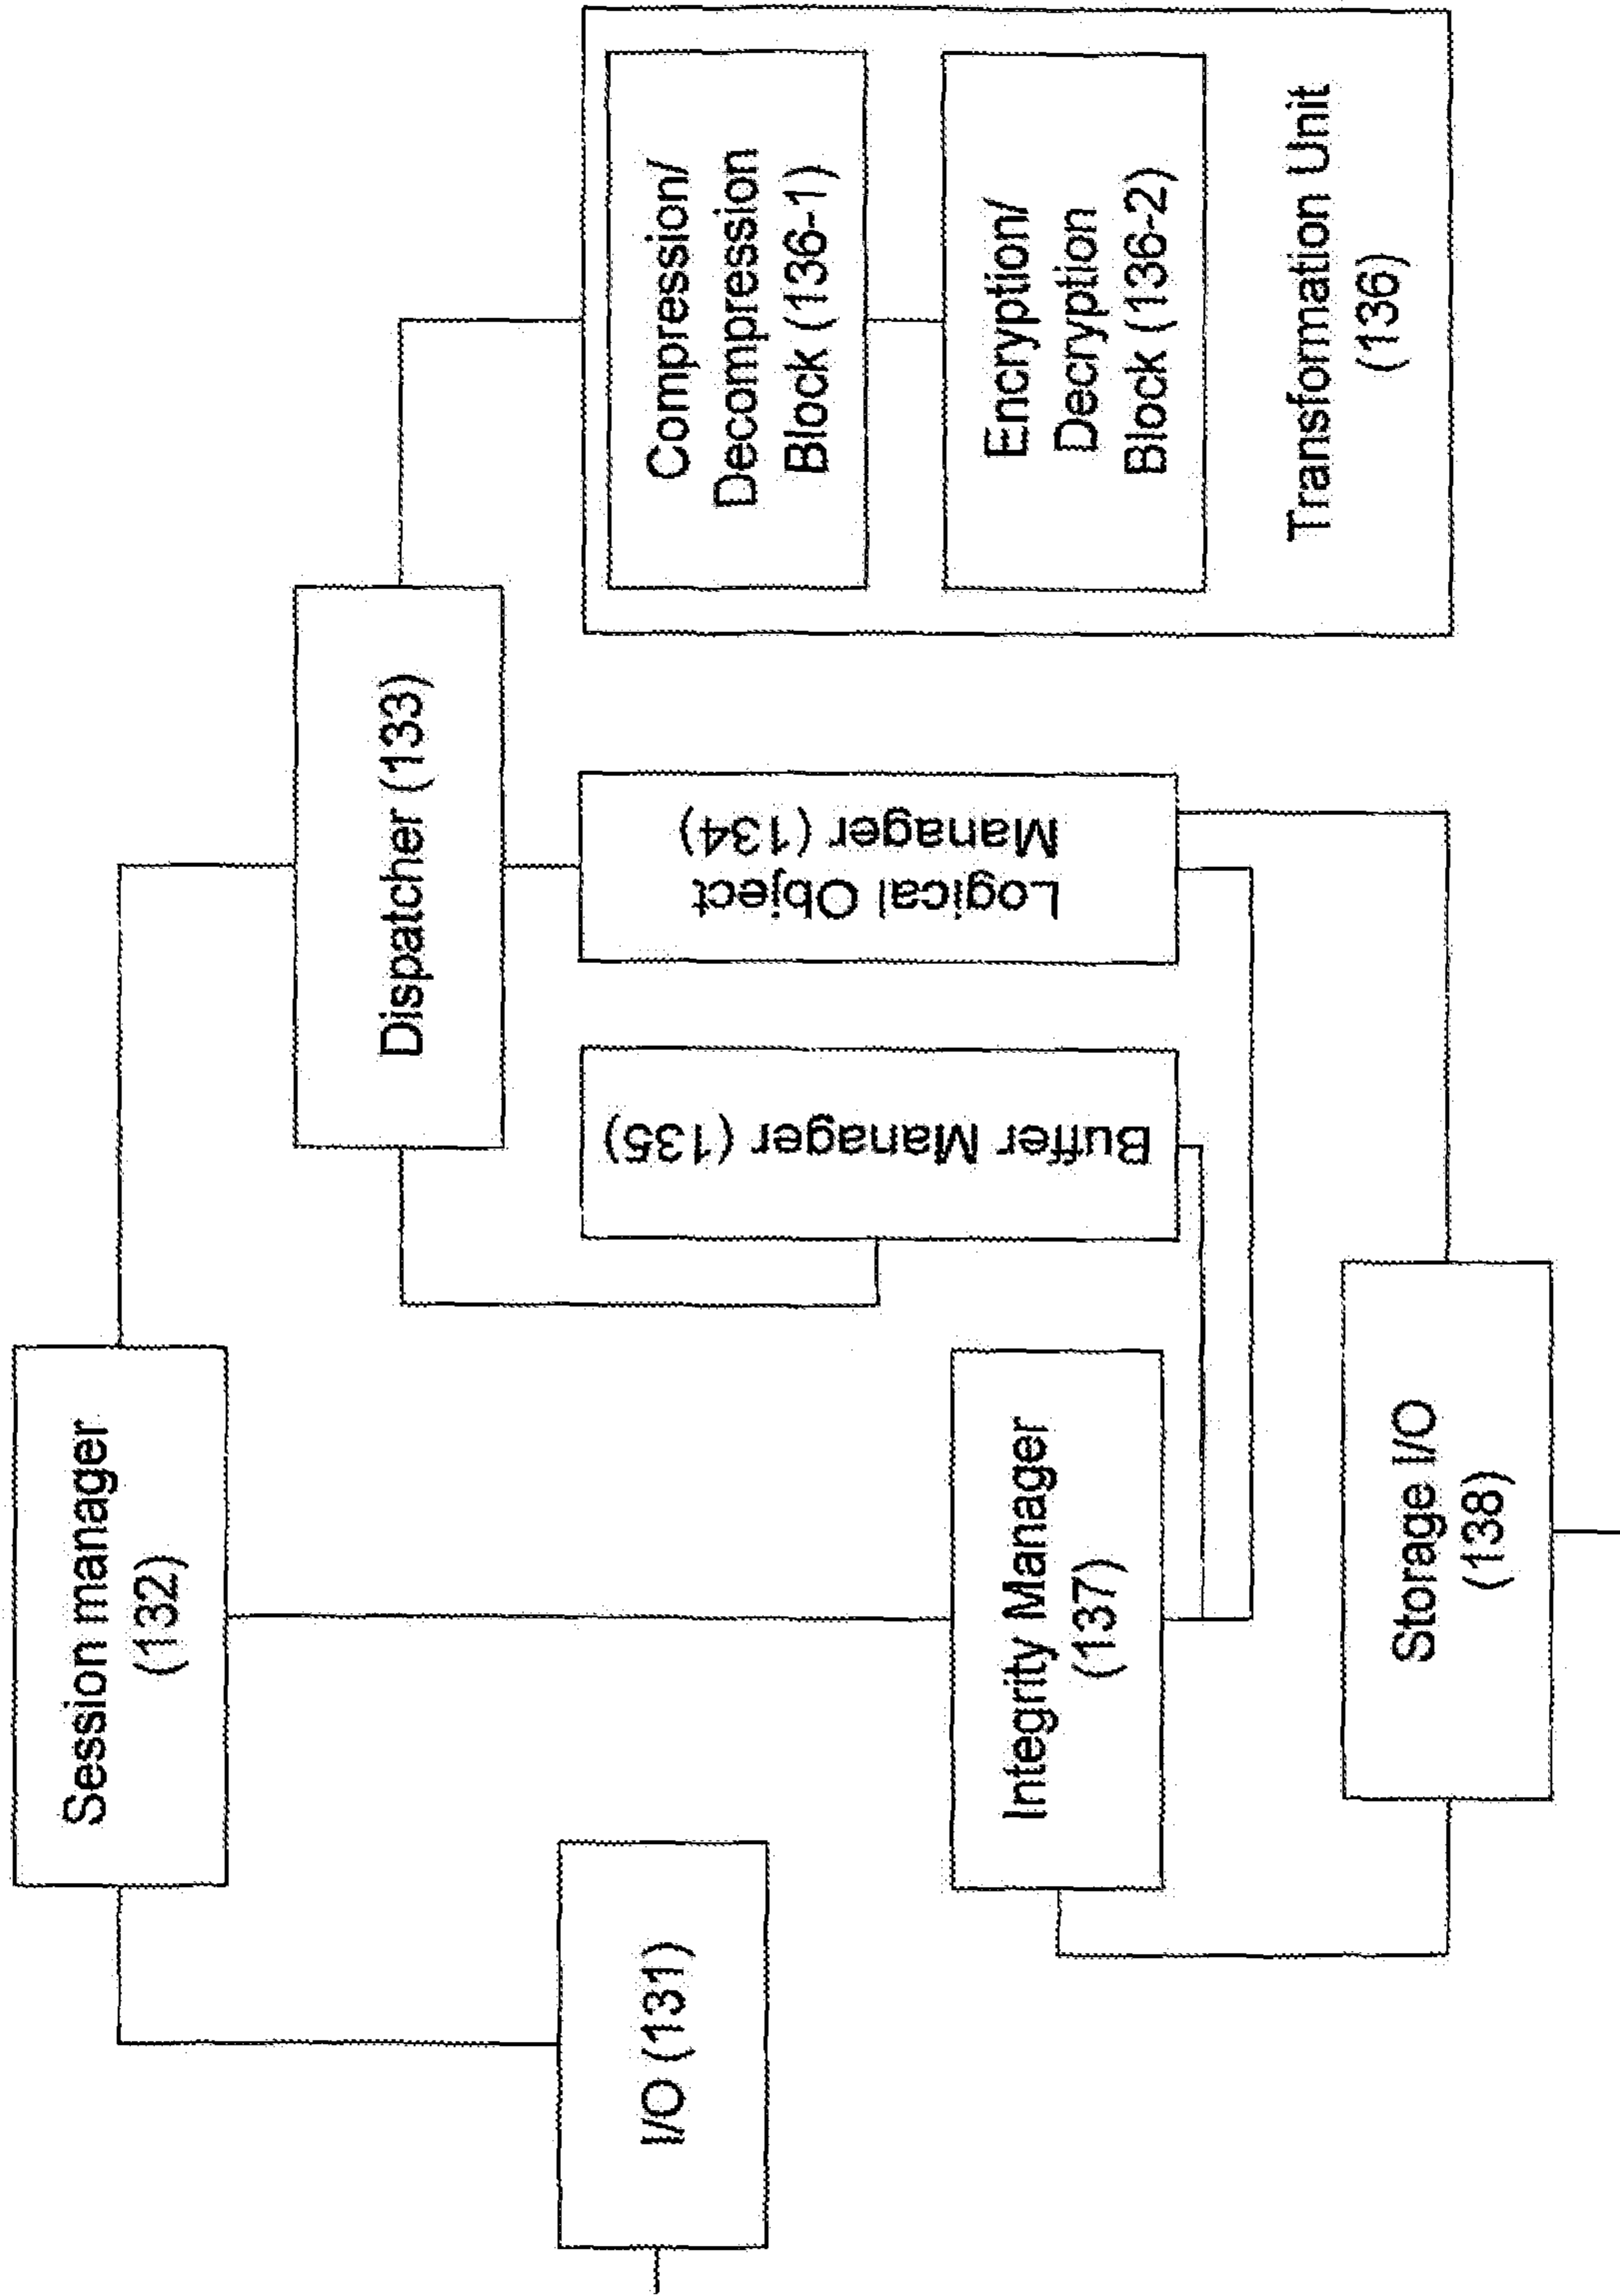 Session manager
(132)
I/O (131)
Dispatcher (133)
Integrity Manager
(137)
Buffer Manager (135)
Logical Object
Manager (134)
Compression/
Decompression
Block (136-1)
Encryption/
Decryption
Block (136-2)
Transformation Unit
(136)
Storage I/O
(138)